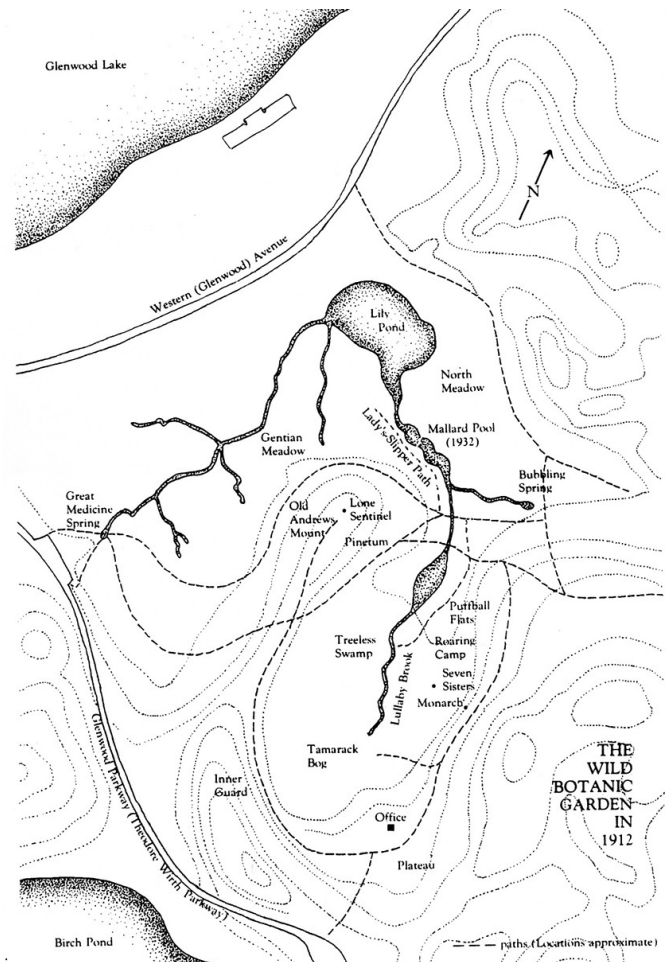 Glenwood Lake
N
Western (Glenwood) Avenue
Lily
Pond
North
Meadow
Lady's-Slipper Path
Mallard Pool
(1932)
Gentian
Meadow
Bubbling
Spring
Great
Medicine
Spring
Old
Andrews
Mount
Lone
Sentinel
Pinetum
Puffball
Flats
Treeless
Swamp
Roaring
Camp
Lullaby Brook
Seven
Sisters
Monarch
Glenwood Parkway (Theodore Wirth Parkway)
Tamarack
Bog
Inner
Guard
THE
WILD
BOTANIC
GARDEN
IN
1912
Office
Plateau
Birch Pond
paths (Locations approximate)